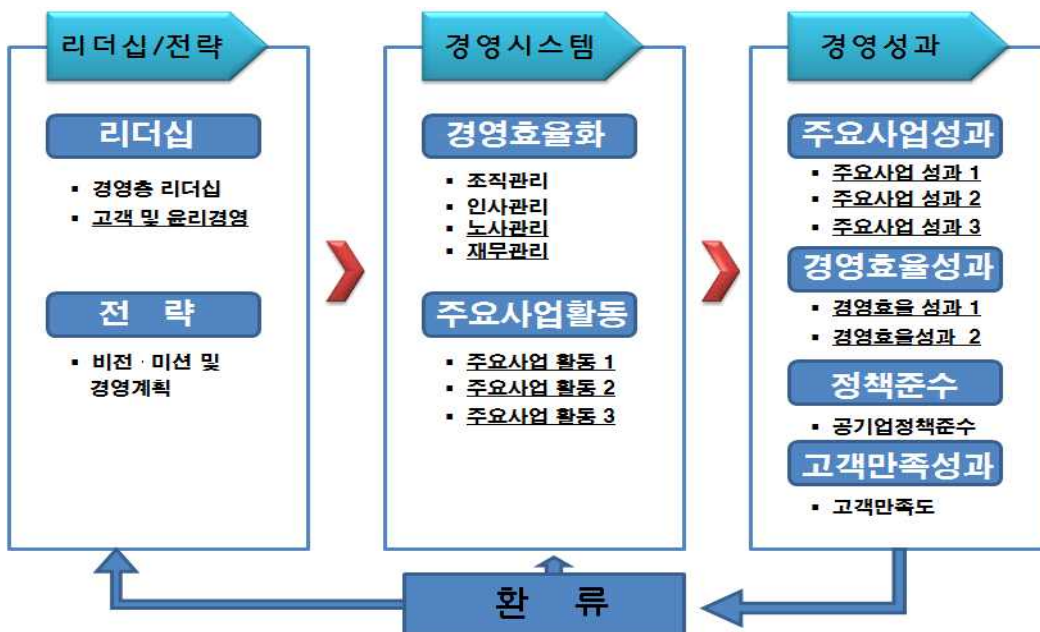 리더십/전략
리더십
▪ 경영층 리더십
▪ 고객 및 윤리경영
전 략
▪ 비전·미션 및
경영계획
경영시스템
경영효율화
▪ 조직관리
▪ 인사관리
▪ 노사관리
▪ 재무관리
주요사업활동
▪ 주요사업 활동 1
▪ 주요사업 활동 2
▪ 주요사업 활동 3
경영성과
주요사업성과
▪ 주요사업 성과 1
▪ 주요사업 성과 2
▪ 주요사업 성과 3
경영효율성과
▪ 경영효율 성과 1
▪ 경영효율성과 2
정책준수
▪ 공기업정책준수
고객만족성과
▪ 고객만족도
환 류